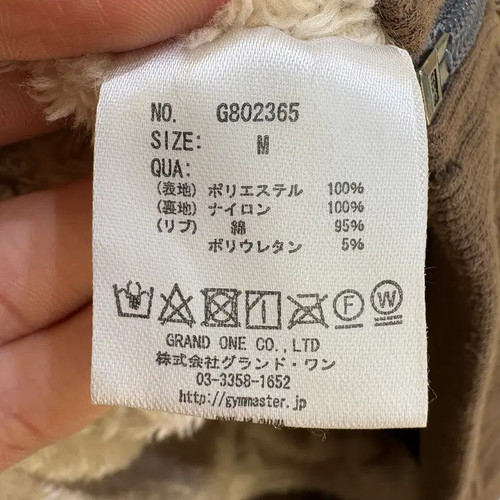 NO. G802365
SIZE: M
QUA:
(表地) ポリエステル 100%
(裏地) ナイロン 100%
(リブ) 綿 95%
ポリウレタン 5%
F W
GRAND ONE CO.,LTD
株式会社グランド・ワン
03-3358-1652
http://gymmaster.jp